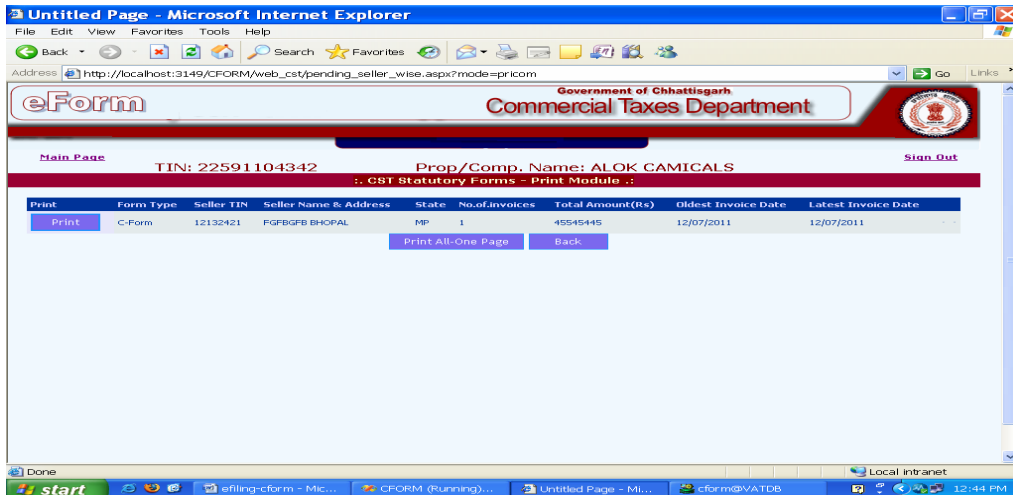 Untitled Page - Microsoft Internet Explorer
File Edit View Favorites Tools Help
Back Search Favorites
Address http://localhost:3149/CFORM/web_cst/pending_seller_wise.aspx?mode=pricom Go Links
eForm
Government of Chhattisgarh
Commercial Taxes Department
Main Page Sign Out
TIN: 22591104342 Prop/Comp. Name: ALOK CAMICALS
:. CST Statutory Forms - Print Module .:
Print Form Type Seller TIN Seller Name & Address State No.of.invoices Total Amount(Rs) Oldest Invoice Date Latest Invoice Date
Print C-Form 12132421 FGFBGFB BHOPAL MP 1 45545445 12/07/2011 12/07/2011
Print All-One Page Back
Done Local intranet
start efiling-cform - Mic... CFORM (Running)... Untitled Page - Mi... cform@VATDB 12:44 PM